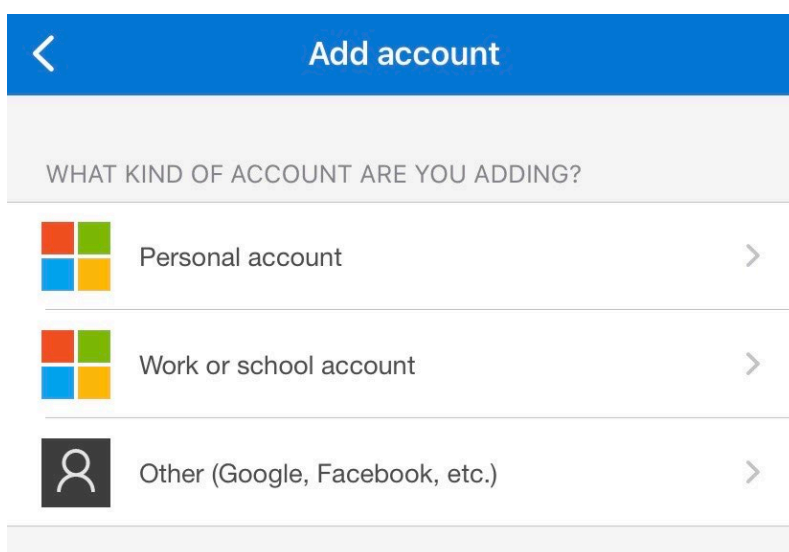 Add account
WHAT KIND OF ACCOUNT ARE YOU ADDING?
Personal account
Work or school account
Other (Google, Facebook, etc.)